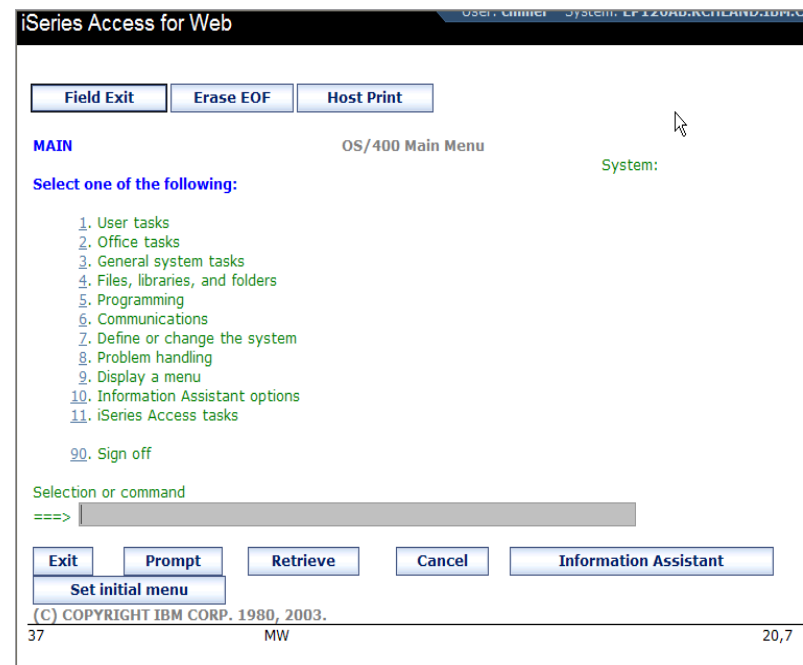 iSeries Access for Web
System:
Field Exit Erase EOF Host Print
MAIN OS/400 Main Menu
System:
Select one of the following:
1. User tasks
2. Office tasks
3. General system tasks
4. Files, libraries, and folders
5. Programming
6. Communications
7. Define or change the system
8. Problem handling
9. Display a menu
10. Information Assistant options
11. iSeries Access tasks
90. Sign off
Selection or command
===>
Exit Prompt Retrieve Cancel Information Assistant
Set initial menu
(C) COPYRIGHT IBM CORP. 1980, 2003.
37 MW 20,7